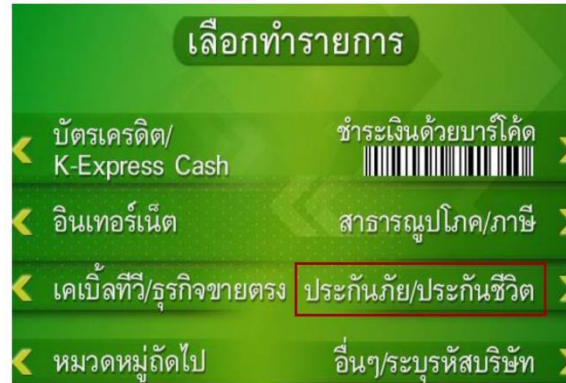 เลือกทำรายการ
บัตรเครดิต/
K-Express Cash
ชำระเงินด้วยบาร์โค้ด
อินเทอร์เน็ต
สาธารณูปโภค/ภาษี
เคเบิ้ลทีวี/ธุรกิจขายตรง
ประกันภัย/ประกันชีวิต
หมวดหมู่ถัดไป
อื่นๆ/ระบุรหัสบริษัท